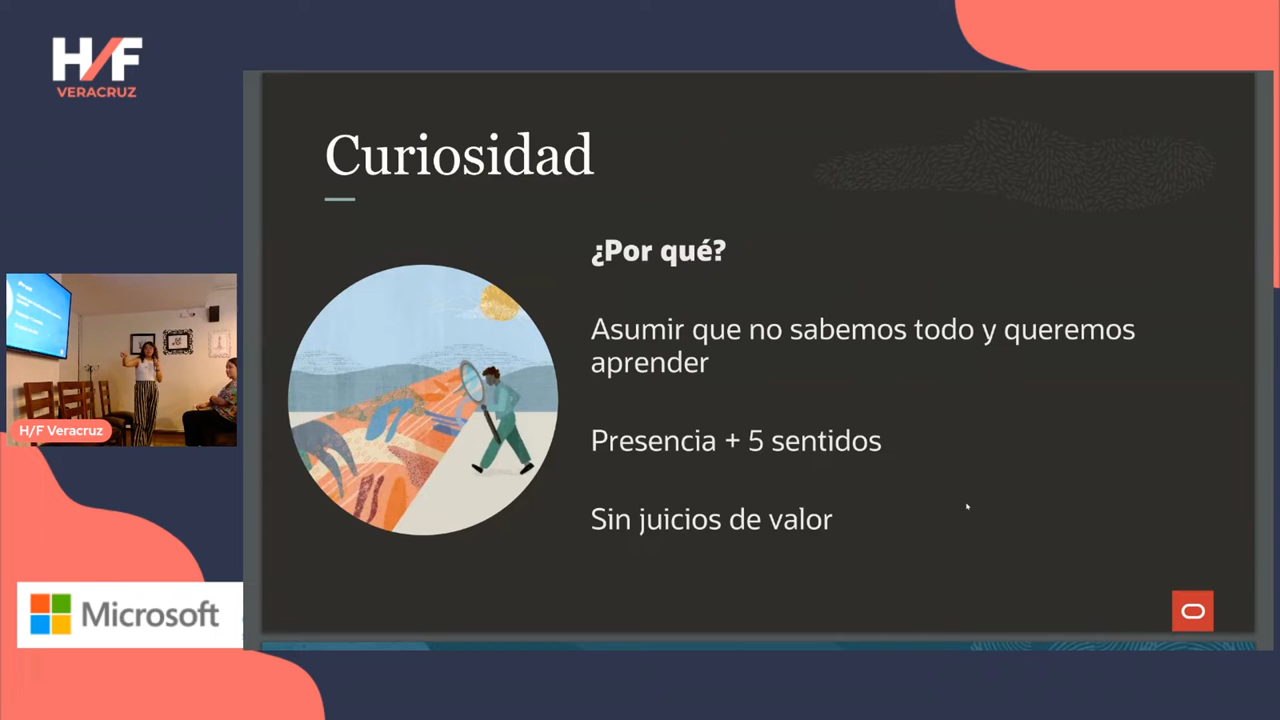 H/F
VERACRUZ
Curiosidad
¿Por qué?
Asumir que no sabemos todo y queremos
aprender
Presencia + 5 sentidos
Sin juicios de valor
H/F Veracruz
Microsoft